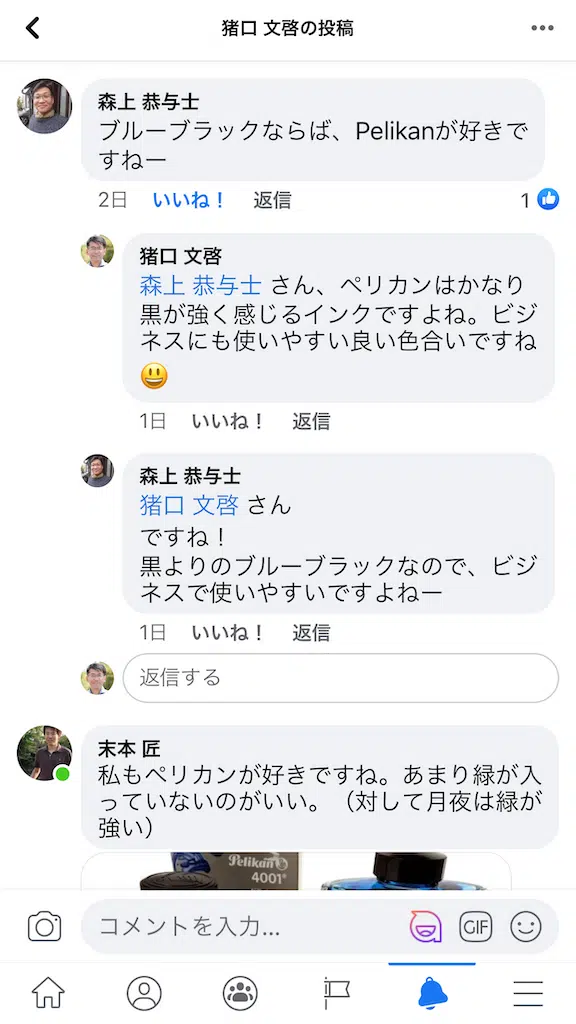 猪口 文啓の投稿
森上 恭与士
ブルーブラックならば、Pelikanが好きで
すねー
2日 いいね！ 返信 1
猪口 文啓
森上 恭与士 さん、ペリカンはかなり
黒が強く感じるインクですよね。ビジ
ネスにも使いやすい良い色合いですね
😃
1日 いいね！ 返信
森上 恭与士
猪口 文啓 さん
ですね！
黒よりのブルーブラックなので、ビジ
ネスで使いやすいですよねー
1日 いいね！ 返信
返信する
末本 匠
私もペリカンが好きですね。あまり緑が入
っていないのがいい。（対して月夜は緑が
強い）
Pelikan
4001®
コメントを入力...
GIF